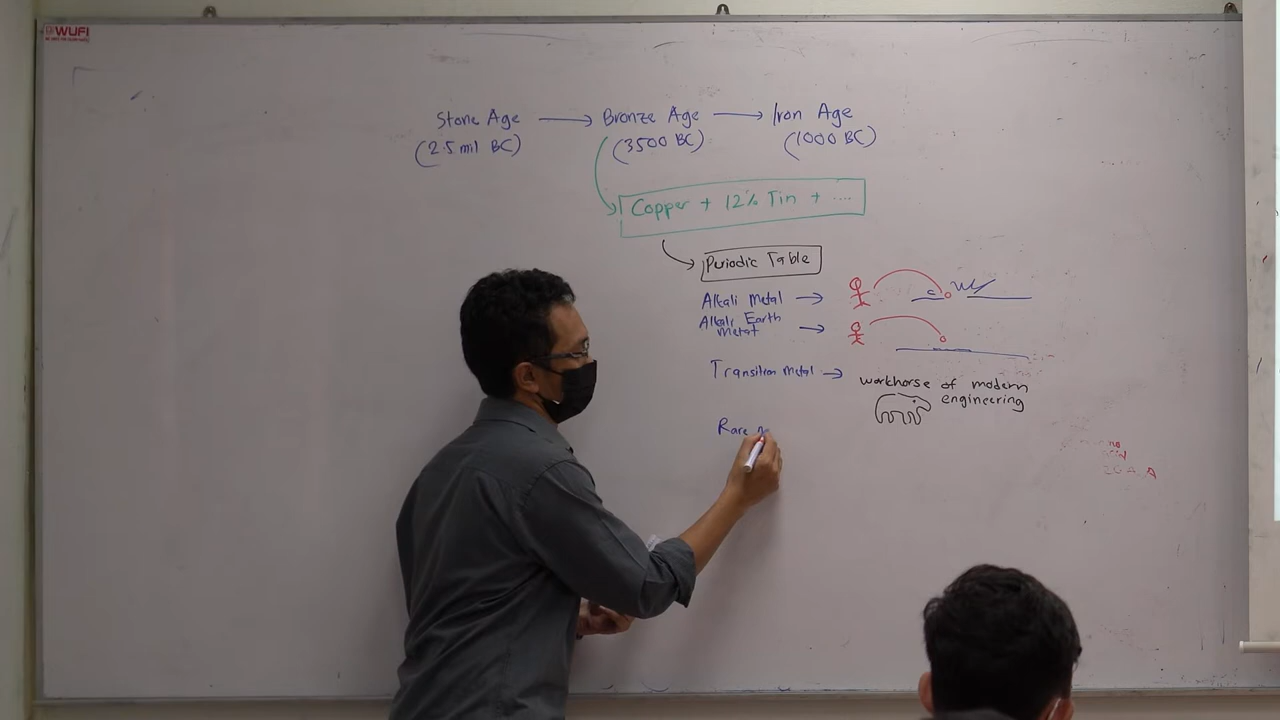 WUFI
Stone Age → Bronze Age → Iron Age
(2.5 mil BC) (3500 BC) (1000 BC)
Copper + 12% Tin + ....
Periodic Table
Alkali Metal →
Alkali Earth
Metal →
Transition Metal → workhorse of modern
engineering
Rare